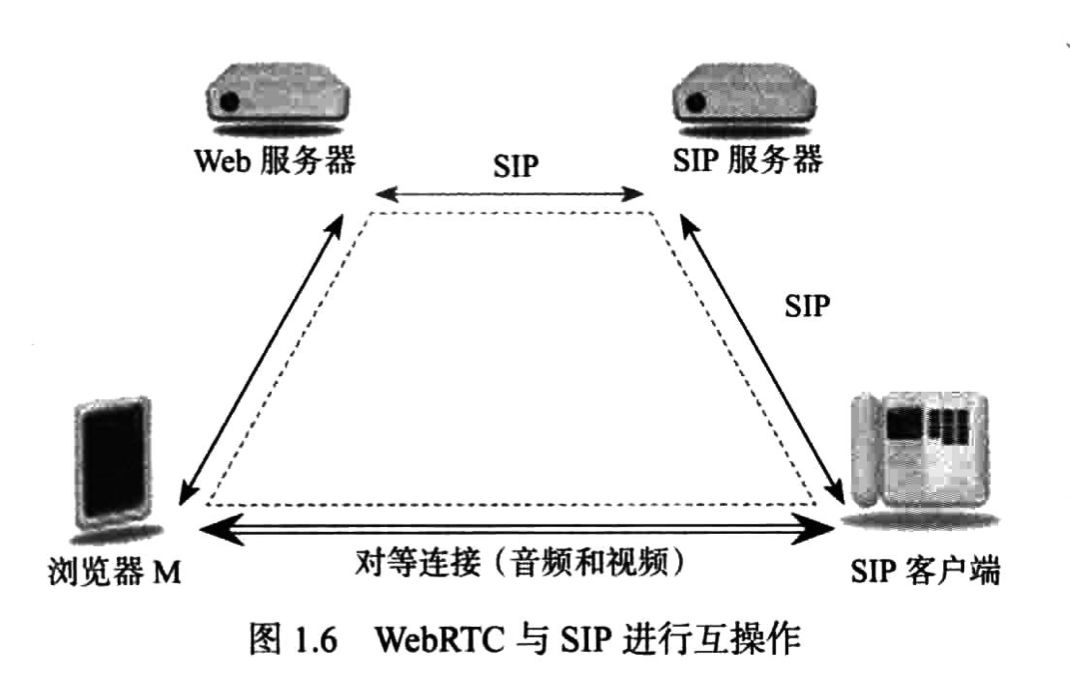 Web 服务器
SIP
SIP 服务器
SIP
浏览器 M
对等连接（音频和视频）
SIP 客户端
图 1.6 WebRTC 与 SIP 进行互操作